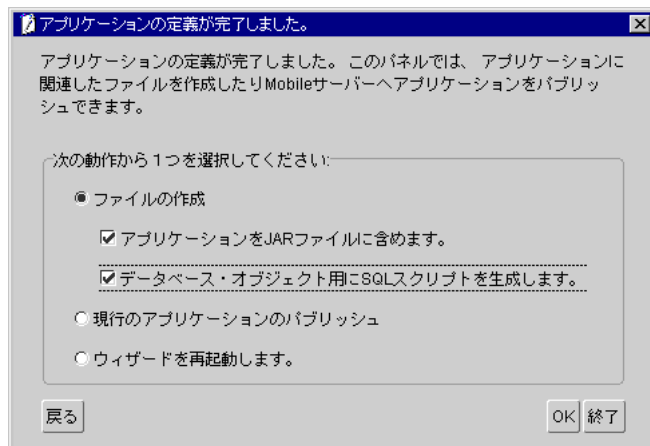 アプリケーションの定義が完了しました。
アプリケーションの定義が完了しました。 このパネルでは、 アプリケーションに
関連したファイルを作成したりMobileサーバーへアプリケーションをパブリッ
シュできます。
次の動作から1つを選択してください:
ファイルの作成
アプリケーションをJARファイルに含めます。
データベース・オブジェクト用にSQLスクリプトを生成します。
現行のアプリケーションのパブリッシュ
ウィザードを再起動します。
戻る OK 終了